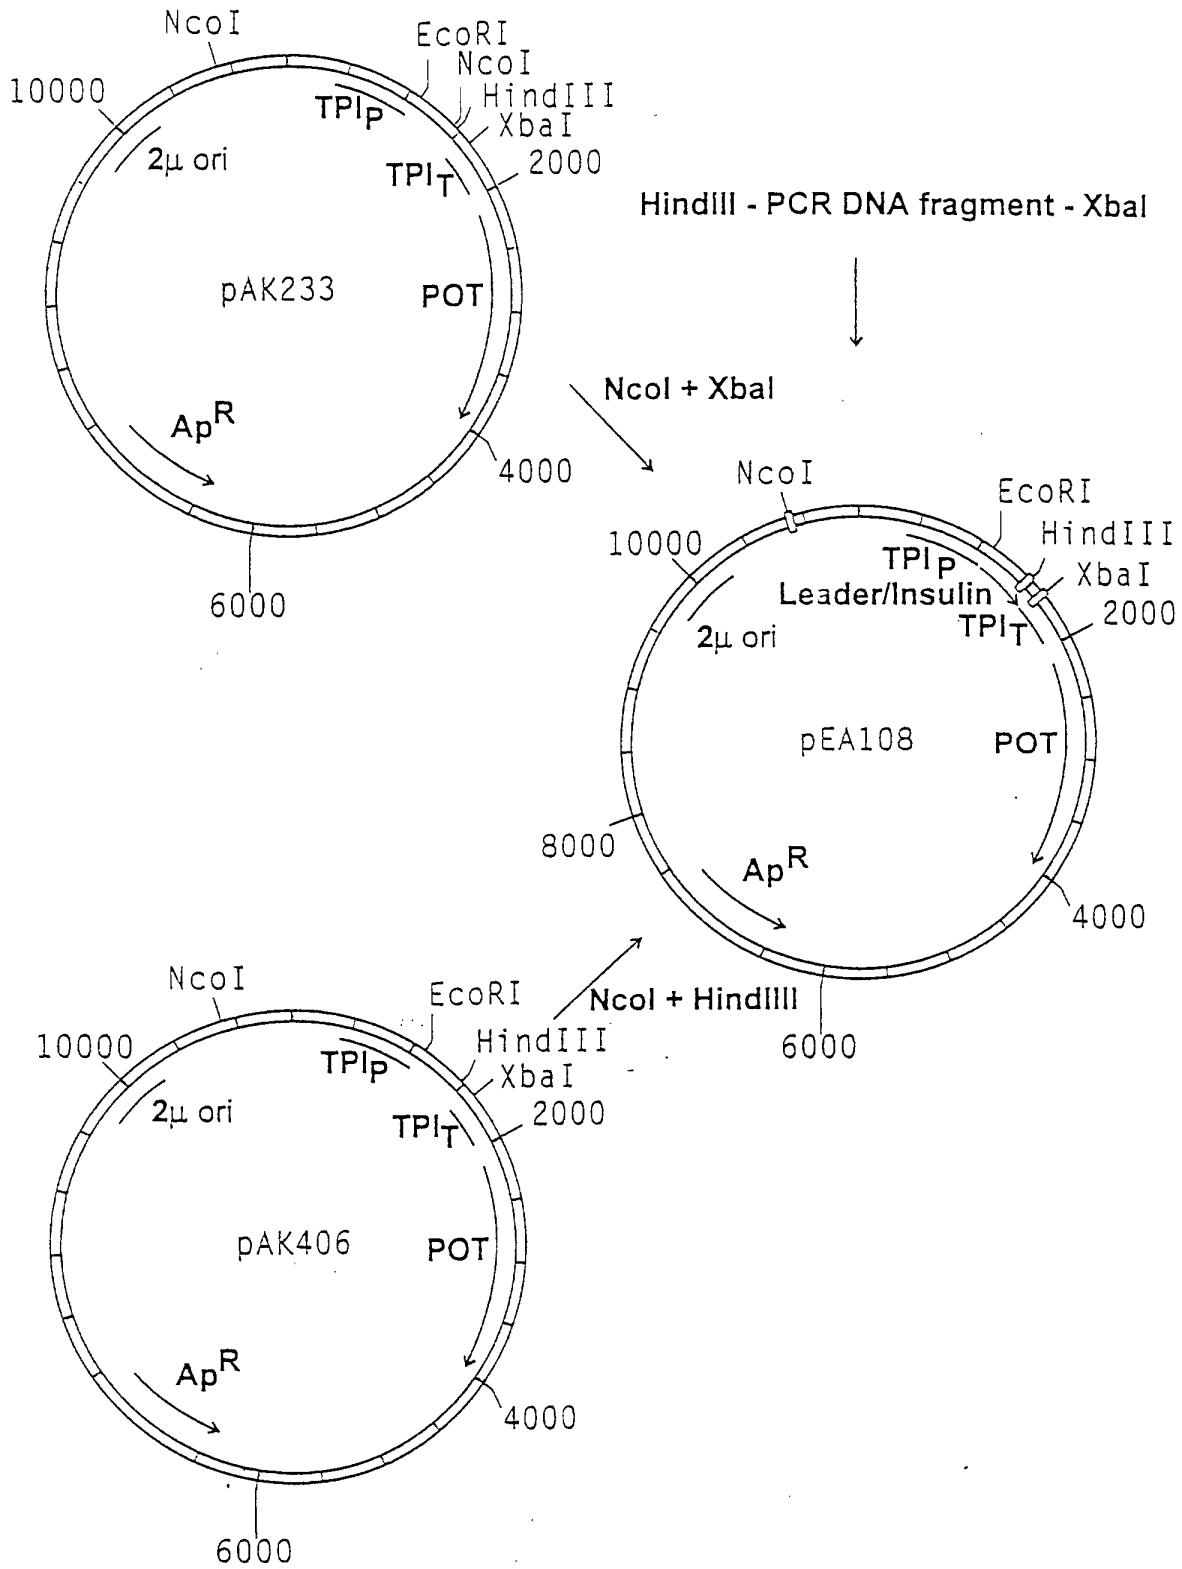 NcoI
EcoRI
NcoI
HindIII
XbaI
10000
TPIP
2μ ori
TPIT
2000
HindIII - PCR DNA fragment - XbaI
pAK233
POT
NcoI + XbaI
ApR
4000
6000
NcoI
EcoRI
HindIII
XbaI
10000
TPIP
Leader/Insulin
TPIT
2000
2μ ori
pEA108
POT
8000
ApR
4000
6000
NcoI + HindIIII
NcoI
EcoRI
HindIII
XbaI
10000
TPIP
2μ ori
TPIT
2000
pAK406
POT
ApR
4000
6000